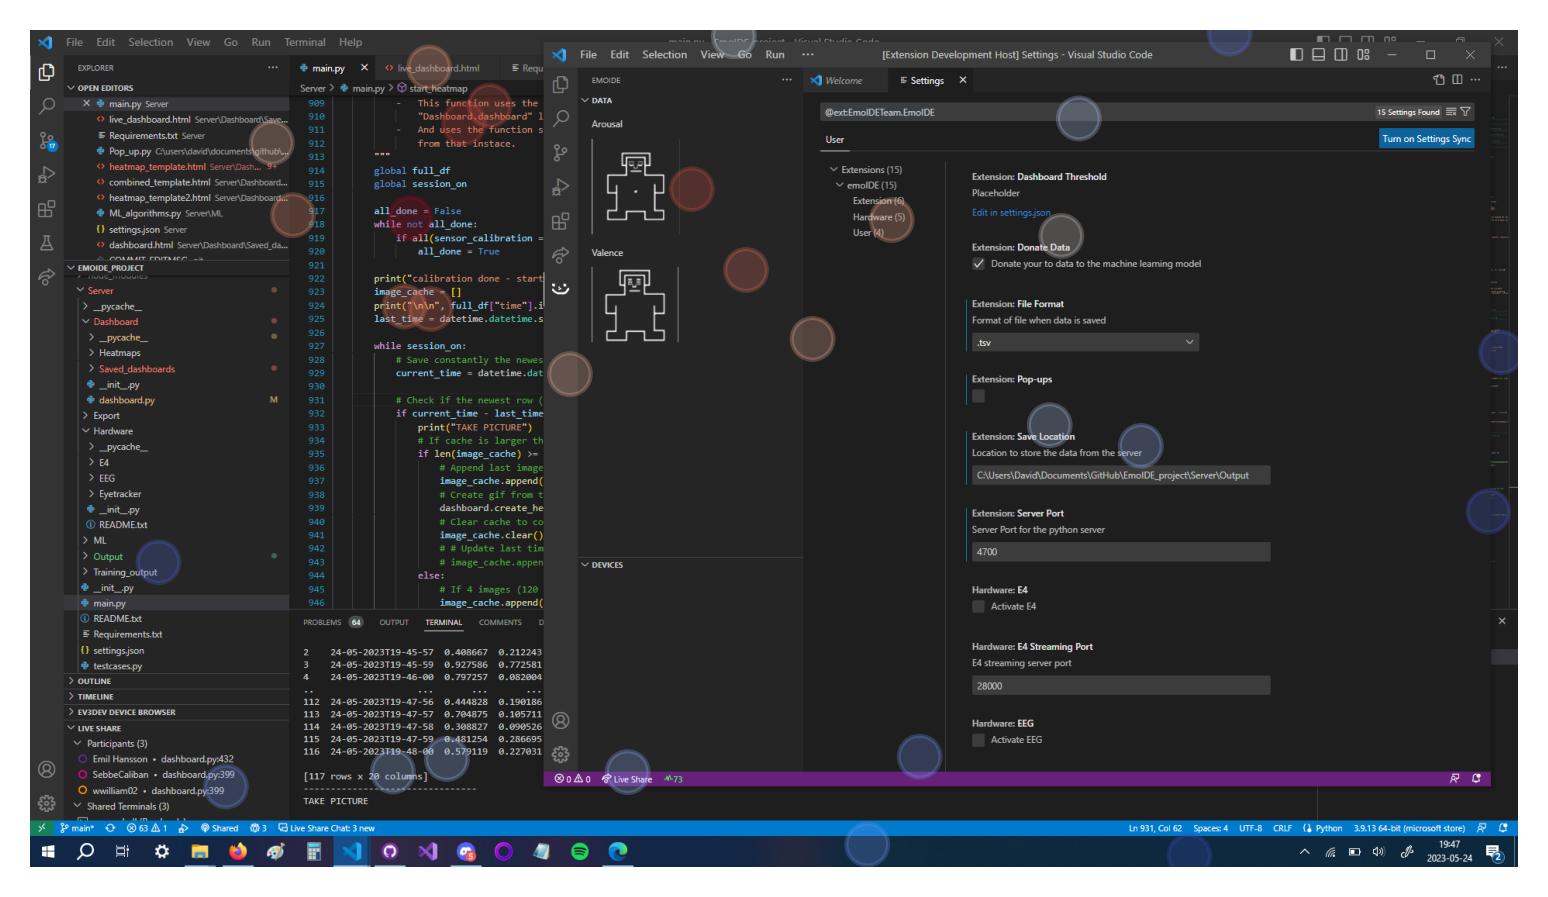 File Edit Selection View Go Run Terminal Help
EXPLORER
OPEN EDITORS
main.py Server
live_dashboard.html Server\Dashboard\Save...
Requirements.txt Server
Pop_up.py C:\users\david\documents\github\...
heatmap_template.html Server\Dash... 9+
combined_template.html Server\Dashboard...
heatmap_template2.html Server\Dashboard...
ML_algorithms.py Server\ML
settings.json Server
dashboard.html Server\Dashboard\Saved_da...
EMOIDE_PROJECT
Server
__pycache__
Dashboard
__pycache__
Heatmaps
Saved_dashboards
__init__.py
dashboard.py M
Export
Hardware
__pycache__
E4
EEG
Eyetracker
__init__.py
README.txt
ML
Output
Training_output
__init__.py
main.py
README.txt
Requirements.txt
settings.json
testcases.py
OUTLINE
TIMELINE
EV3DEV DEVICE BROWSER
LIVE SHARE
Participants (3)
Emil Hansson • dashboard.py:432
SebbeCaliban • dashboard.py:399
wwilliam02 • dashboard.py:399
Shared Terminals (3)
main.py
live_dashboard.html
Requ
Server > main.py > start_heatmap
909 - This function uses the
910 "Dashboard.dashboard" l
911 - And uses the function s
912 from that instace.
913 """
914 global full_df
915 global session_on
916
917 all_done = False
918 while not all_done:
919 if all(sensor_calibration =
920 all_done = True
921
922 print("calibration done - start
923 image_cache = []
924 print("\n\n", full_df["time"].i
925 last_time = datetime.datetime.s
926
927 while session_on:
928 # Save constantly the newes
929 current_time = datetime.dat
930
931 # Check if the newest row (
932 if current_time - last_time
933 print("TAKE PICTURE")
934 # If cache is larger th
935 if len(image_cache) >=
936 # Append last image
937 image_cache.append(
938 # Create gif from t
939 dashboard.create_he
940 # Clear cache to co
941 image_cache.clear()
942 # # Update last tim
943 # image_cache.appen
944 else:
945 # If 4 images (120
946 image_cache.append(
PROBLEMS 64 OUTPUT TERMINAL COMMENTS D
2 24-05-2023T19-45-57 0.408667 0.212243
3 24-05-2023T19-45-59 0.927586 0.772581
4 24-05-2023T19-46-00 0.797257 0.082004
.. ... ... ...
112 24-05-2023T19-47-56 0.444828 0.190186
113 24-05-2023T19-47-57 0.704875 0.105711
114 24-05-2023T19-47-58 0.308827 0.090526
115 24-05-2023T19-47-59 0.481254 0.286695
116 24-05-2023T19-48-00 0.579119 0.227031
[117 rows x 20 columns]
--------------------------------
TAKE PICTURE
File Edit Selection View Go Run ··· [Extension Development Host] Settings - Visual Studio Code
EMOIDE
DATA
Arousal
Valence
DEVICES
Welcome
Settings
@ext:EmoIDETeam.EmoIDE 15 Settings Found
User Turn on Settings Sync
Extensions (15)
emoIDE (15)
Extension (6)
Hardware (5)
User (4)
Extension: Dashboard Threshold
Placeholder
Edit in settings.json
Extension: Donate Data
Donate your to data to the machine learning model
Extension: File Format
Format of file when data is saved
.tsv
Extension: Pop-ups
Extension: Save Location
Location to store the data from the server
C:\Users\David\Documents\GitHub\EmoIDE_project\Server\Output
Extension: Server Port
Server Port for the python server
4700
Hardware: E4
Activate E4
Hardware: E4 Streaming Port
E4 streaming server port
28000
Hardware: EEG
Activate EEG
0 0 Live Share 73
main* 63 1 Shared 3 Live Share Chat: 3 new Ln 931, Col 62 Spaces: 4 UTF-8 CRLF Python 3.9.13 64-bit (microsoft store)
19:47
2023-05-24